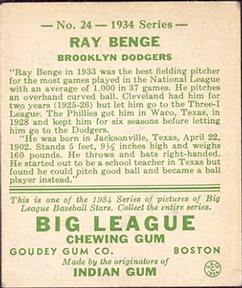 No. 24—1934 Series
RAY BENGE
BROOKLYN DODGERS
"Ray Benge in 1933 was the best fielding pitcher
for the most games played in the National League
with an average of 1.000 in 37 games. He pitches
an overhand curved ball. Cleveland had him for
two years (1925-26) but let him go to the Three-I
League. The Phillies got him in Waco, Texas, in
1928 and kept him for six seasons before letting
him go to the Dodgers.
"He was born in Jacksonville, Texas, April 22,
1902. Stands 5 feet, 9½ inches high and weighs
160 pounds. He throws and bats right-handed.
He started out to be a school teacher in Texas but
found he could pitch good ball and became a ball
player instead."
This is one of the 1934 Series of pictures of Big
League Baseball Stars. Collect the entire series.
BIG LEAGUE
CHEWING GUM
GOUDEY GUM CO. BOSTON
Made by the originators of
INDIAN GUM